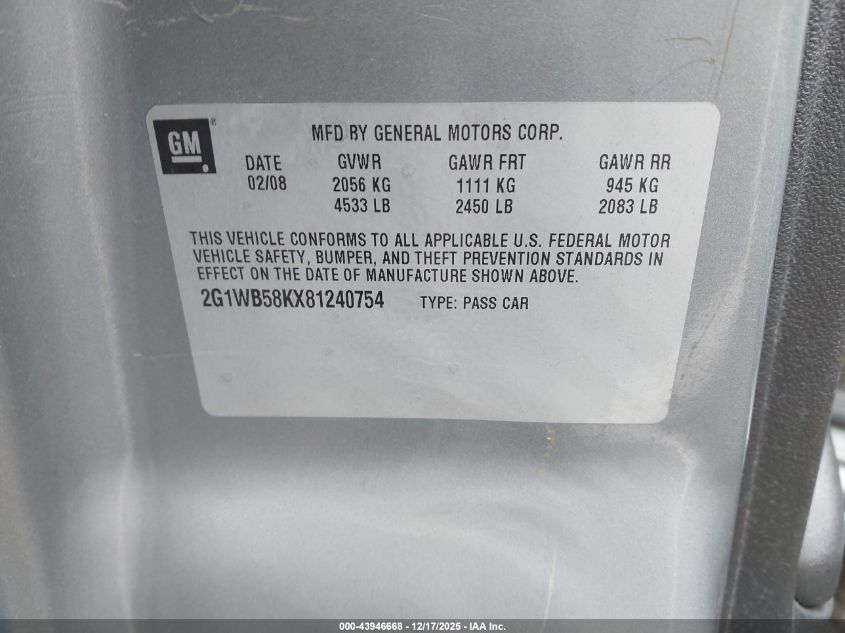 GM®
MFD BY GENERAL MOTORS CORP.
DATE GVWR GAWR FRT GAWR RR
02/08 2056 KG 1111 KG 945 KG
4533 LB 2450 LB 2083 LB
THIS VEHICLE CONFORMS TO ALL APPLICABLE U.S. FEDERAL MOTOR
VEHICLE SAFETY, BUMPER, AND THEFT PREVENTION STANDARDS IN
EFFECT ON THE DATE OF MANUFACTURE SHOWN ABOVE.
2G1WB58KX81240754 TYPE: PASS CAR
000-43946668 - 12/17/2025 - IAA Inc.